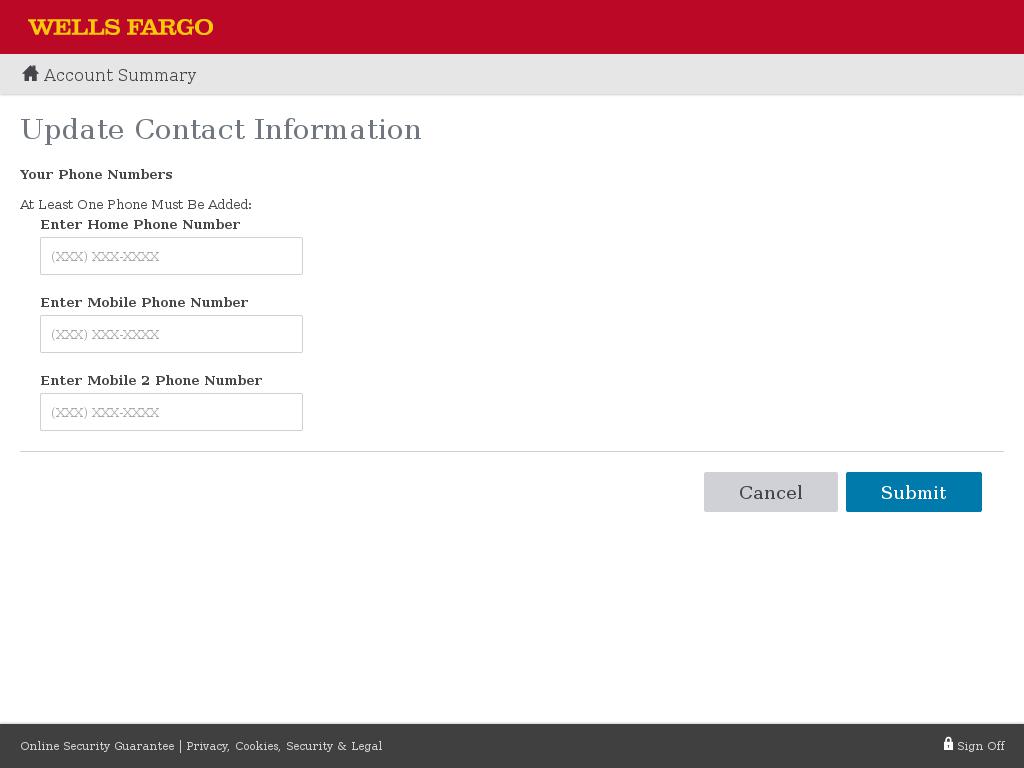 WELLS FARGO
Account Summary
Update Contact Information
Your Phone Numbers
At Least One Phone Must Be Added:
Enter Home Phone Number
(XXX) XXX-XXXX
Enter Mobile Phone Number
(XXX) XXX-XXXX
Enter Mobile 2 Phone Number
(XXX) XXX-XXXX
Cancel Submit
Online Security Guarantee | Privacy, Cookies, Security & Legal Sign Off